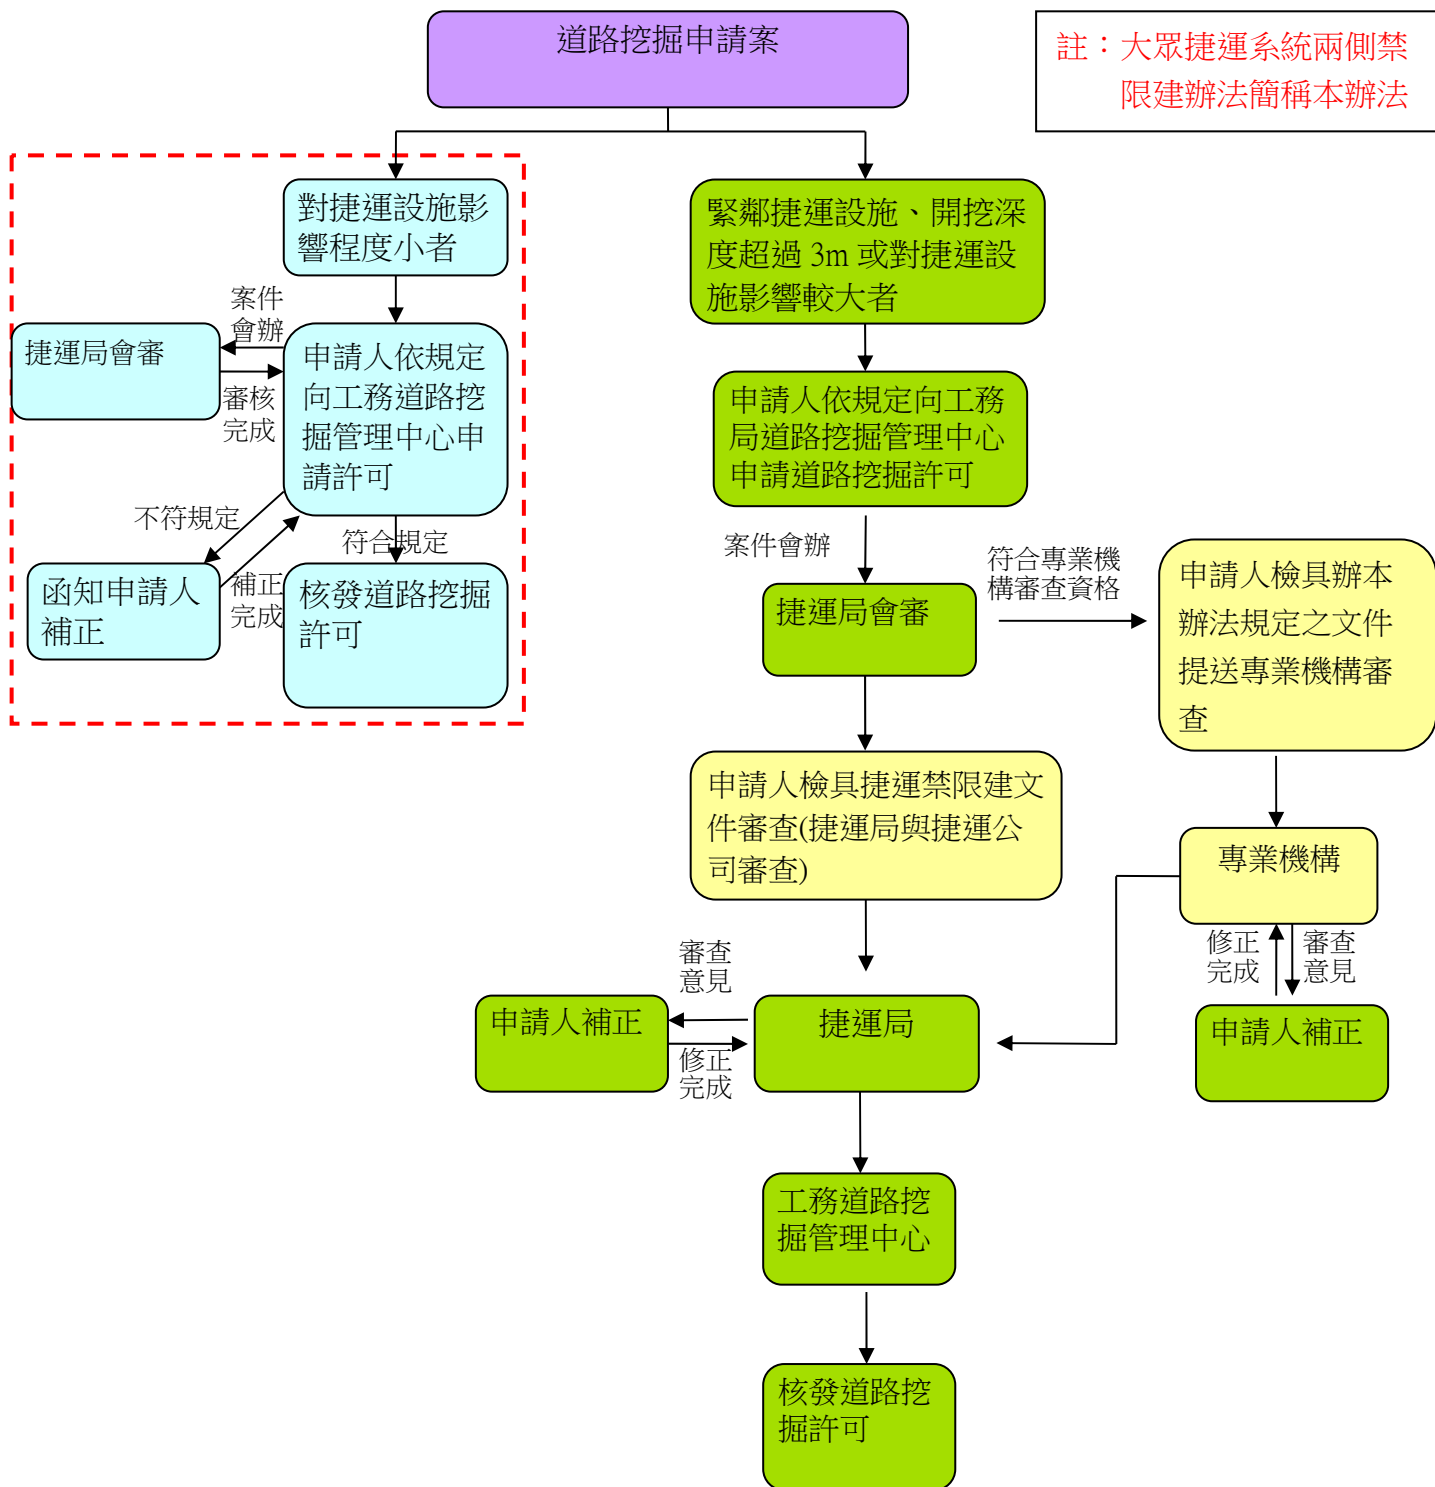 道路挖掘申請案
註：大眾捷運系統兩側禁
限建辦法簡稱本辦法
對捷運設施影
響程度小者
案件
會辦
捷運局會審
審核
完成
申請人依規定
向工務道路挖
掘管理中心申
請許可
不符規定
符合規定
函知申請人
補正
補正
完成
核發道路挖掘
許可
緊鄰捷運設施、開挖深
度超過 3m 或對捷運設
施影響較大者
申請人依規定向工務
局道路挖掘管理中心
申請道路挖掘許可
案件會辦
捷運局會審
符合專業機
構審查資格
申請人檢具辦本
辦法規定之文件
提送專業機構審
查
申請人檢具捷運禁限建文
件審查(捷運局與捷運公
司審查)
專業機構
修正
完成
審查
意見
申請人補正
審查
意見
申請人補正
修正
完成
捷運局
工務道路挖
掘管理中心
核發道路挖
掘許可